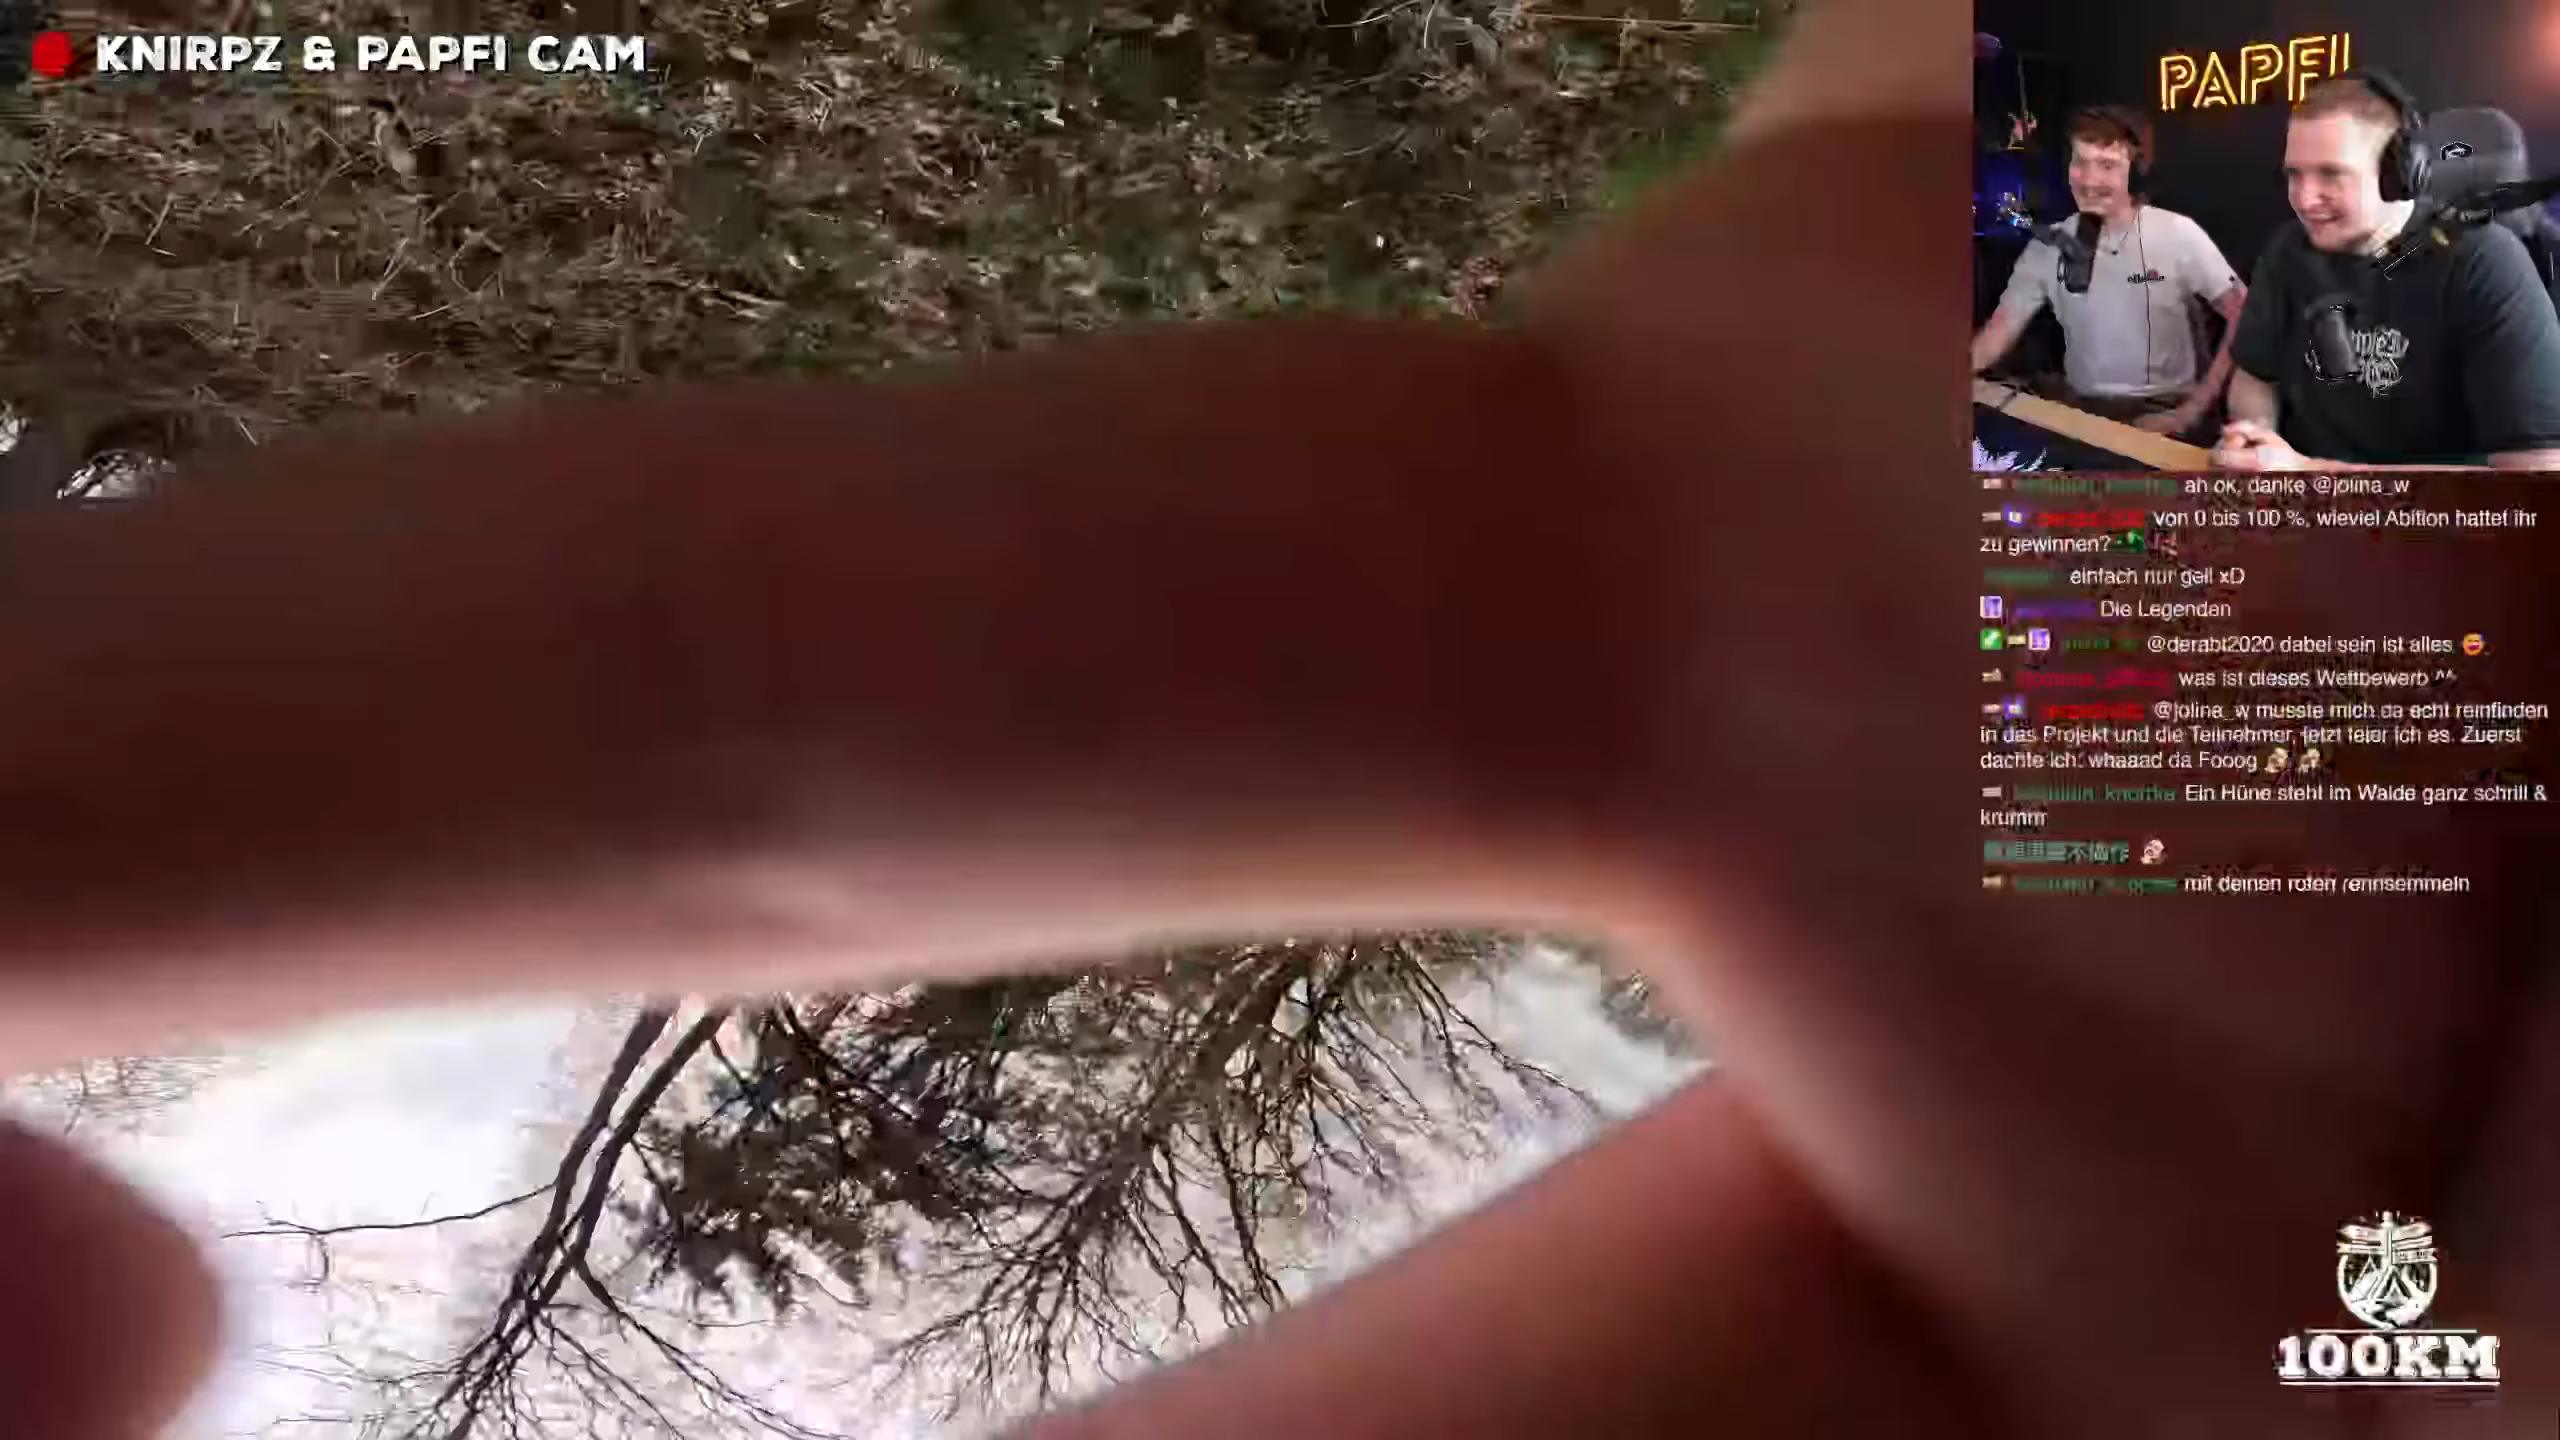 KNIRPZ & PAPFI CAM
PAPFI
ah ok, danke @jolina_w
von 0 bis 100 %, wieviel Abition hattet ihr
zu gewinnen?
einfach nur geil xD
Die Legenden
@derabt2020 dabei sein ist alles
was ist dieses Wettbewerb ^^
@jolina_w musste mich da echt reinfinden
in das Projekt und die Teilnehmer, jetzt feier ich es. Zuerst
dachte ich: whaaad da Fooog
Ein Hüne steht im Walde ganz schrill &
krumm
mit deinen roten rennsemmeln
100KM